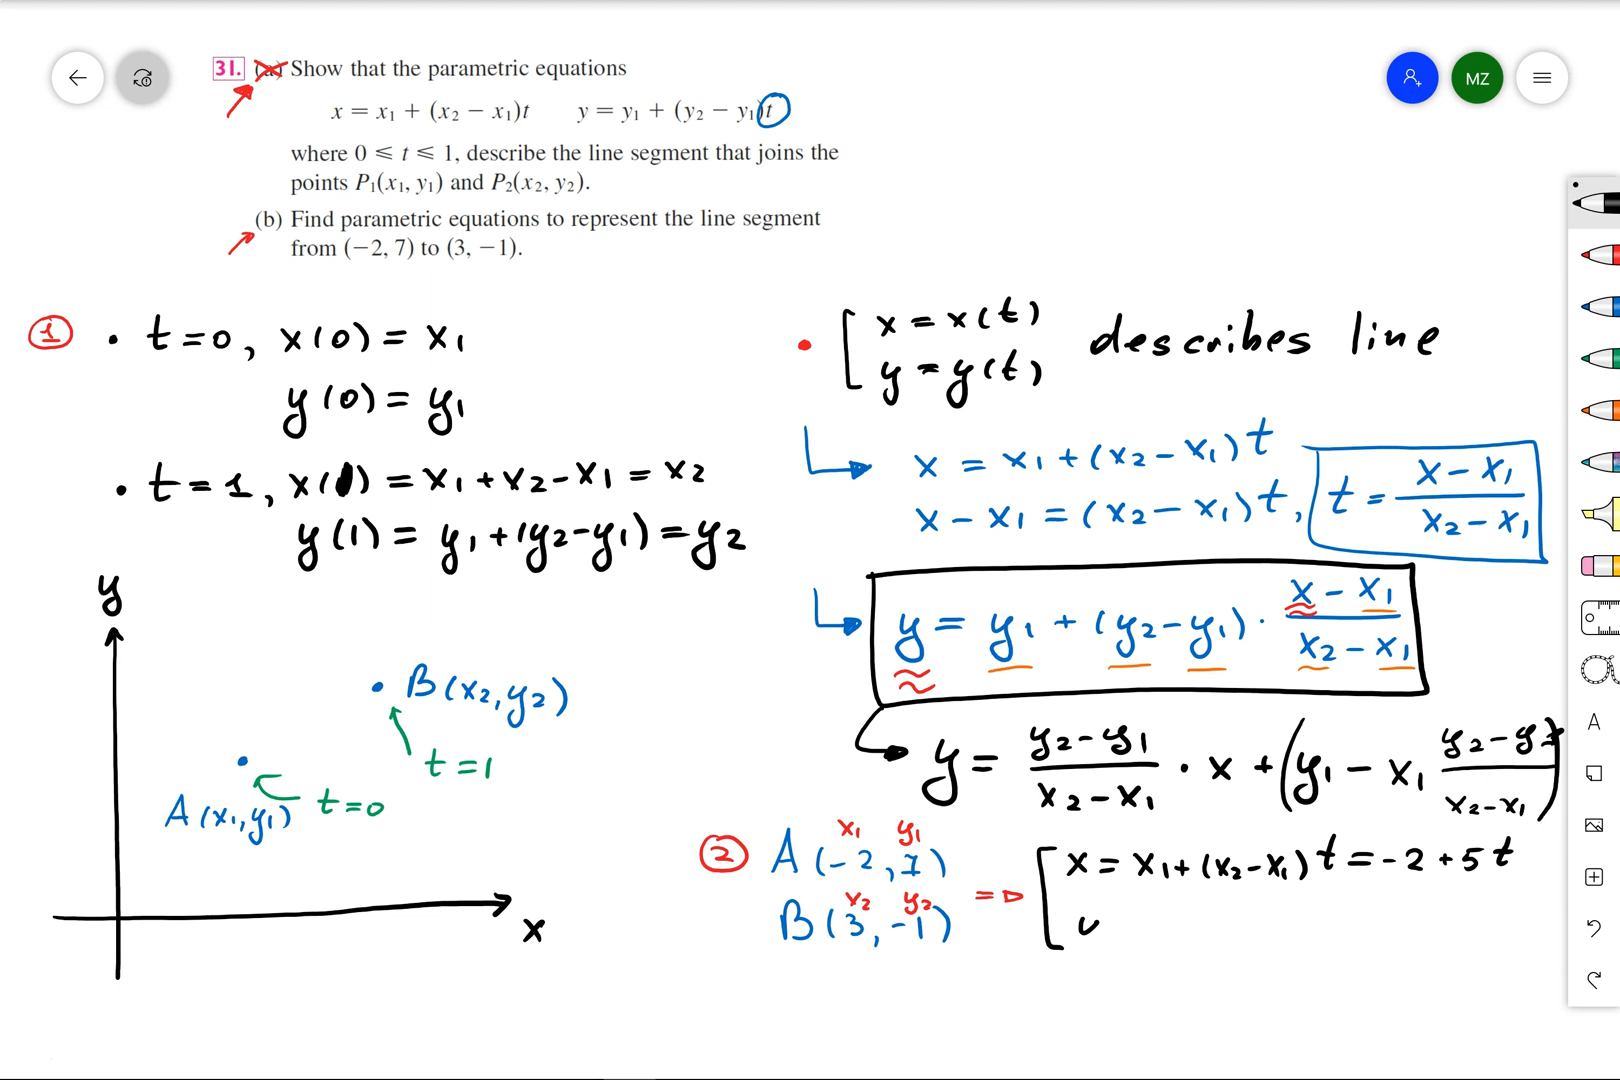 31. (a) Show that the parametric equations
x = x₁ + (x₂ − x₁)t y = y₁ + (y₂ − y₁)t
where 0 ⩽ t ⩽ 1, describe the line segment that joins the
points P₁(x₁, y₁) and P₂(x₂, y₂).
(b) Find parametric equations to represent the line segment
from (−2, 7) to (3, −1).
MZ
1 • t=0, x(0) = x₁
y(0) = y₁
• t=1, x(1) = x₁+x₂-x₁ = x₂
y(1) = y₁+(y₂-y₁)=y₂
y
B(x₂,y₂)
t=1
A(x₁,y₁) t=0
x
• x = x(t) describes line
y = y(t)
x = x₁+(x₂-x₁)t
x-x₁=(x₂-x₁)t, t = (x-x₁)/(x₂-x₁)
y = y₁ + (y₂-y₁) · (x-x₁)/(x₂-x₁)
y = (y₂-y₁)/(x₂-x₁) · x + (y₁ - x₁ (y₂-y₁)/(x₂-x₁))
x₁ y₁
2 A(-2,7)
x₂ y₂
B(3,-1)
x = x₁+(x₂-x₁)t = -2+5t
A